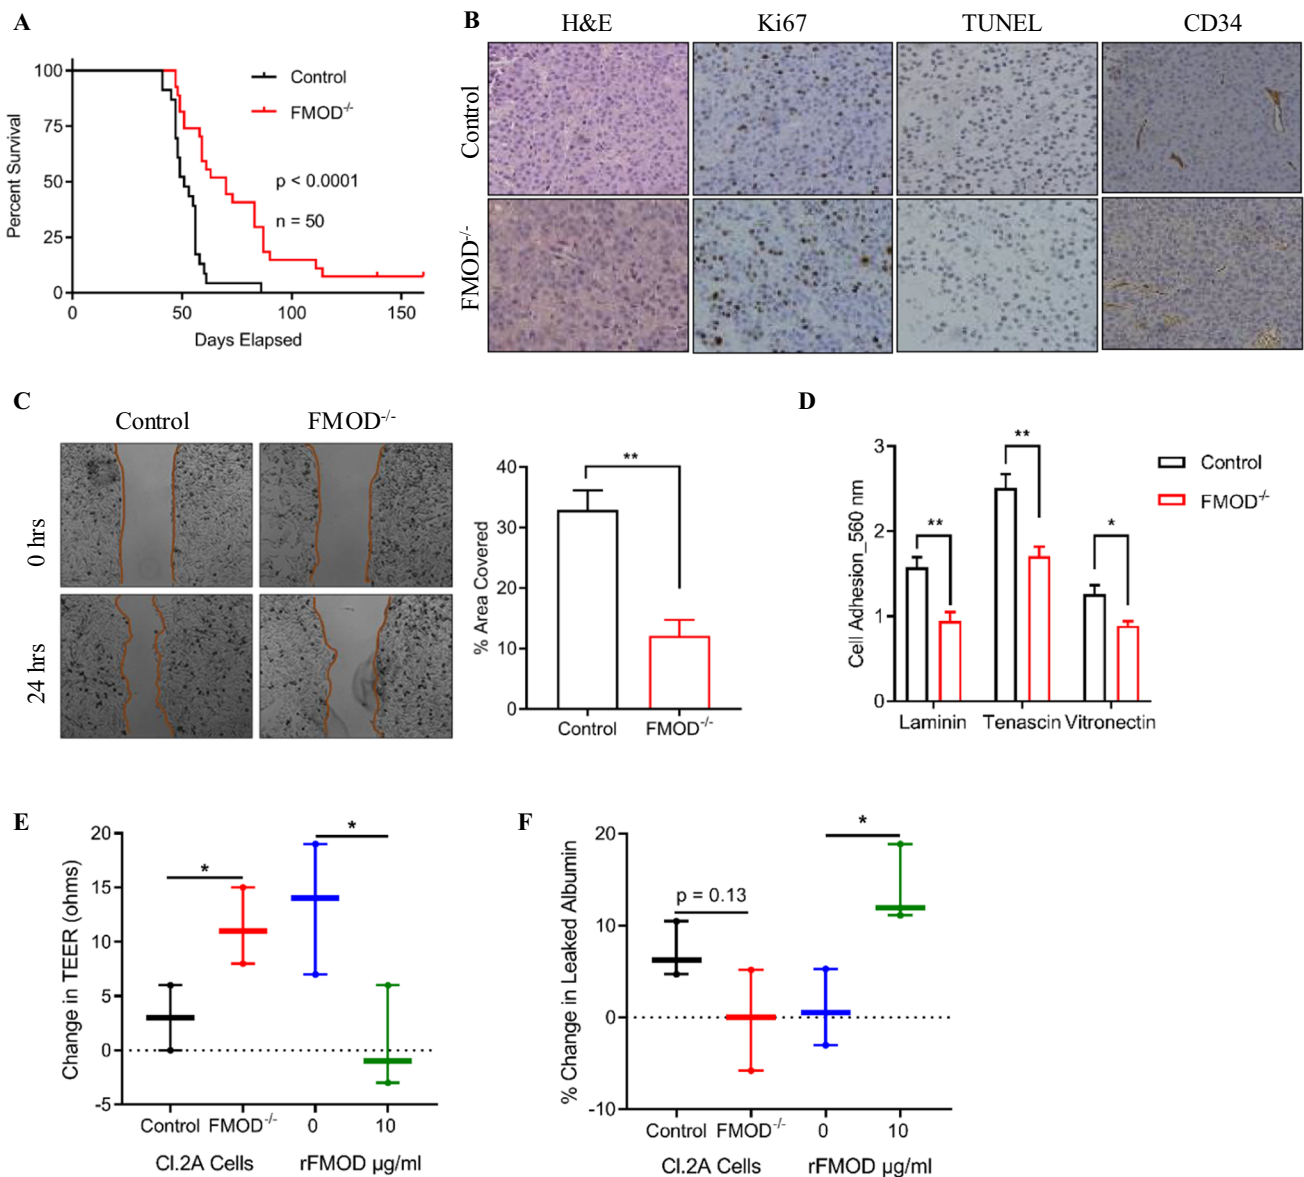 A
100
75
50
25
0
Percent Survival
0 50 100 150
Days Elapsed
Control
FMOD-/-
p < 0.0001
n = 50
B
H&E Ki67 TUNEL CD34
Control
FMOD-/-
C
Control FMOD-/-
0 hrs
24 hrs
40
30
20
10
0
% Area Covered
**
Control FMOD-/-
D
3
2
1
0
Cell Adhesion_560 nm
**
**
*
Control
FMOD-/-
Laminin Tenascin Vitronectin
E
20
15
10
5
0
-5
Change in TEER (ohms)
*
*
Control FMOD-/- 0 10
Cl.2A Cells rFMOD µg/ml
F
20
10
0
-10
% Change in Leaked Albumin
p = 0.13
*
Control FMOD-/- 0 10
Cl.2A Cells rFMOD µg/ml